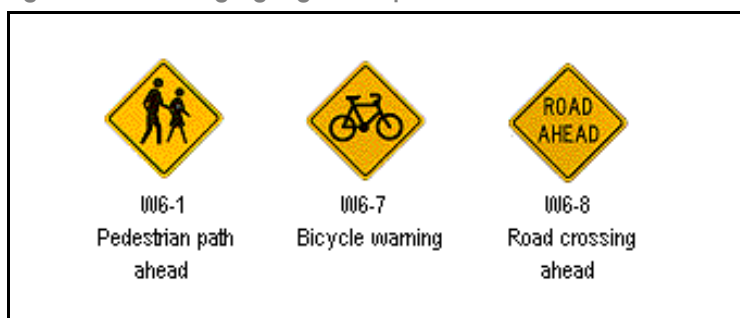 ROAD
AHEAD
W6-1
W6-7
W6-8
Pedestrian path
ahead
Bicycle warning
Road crossing
ahead